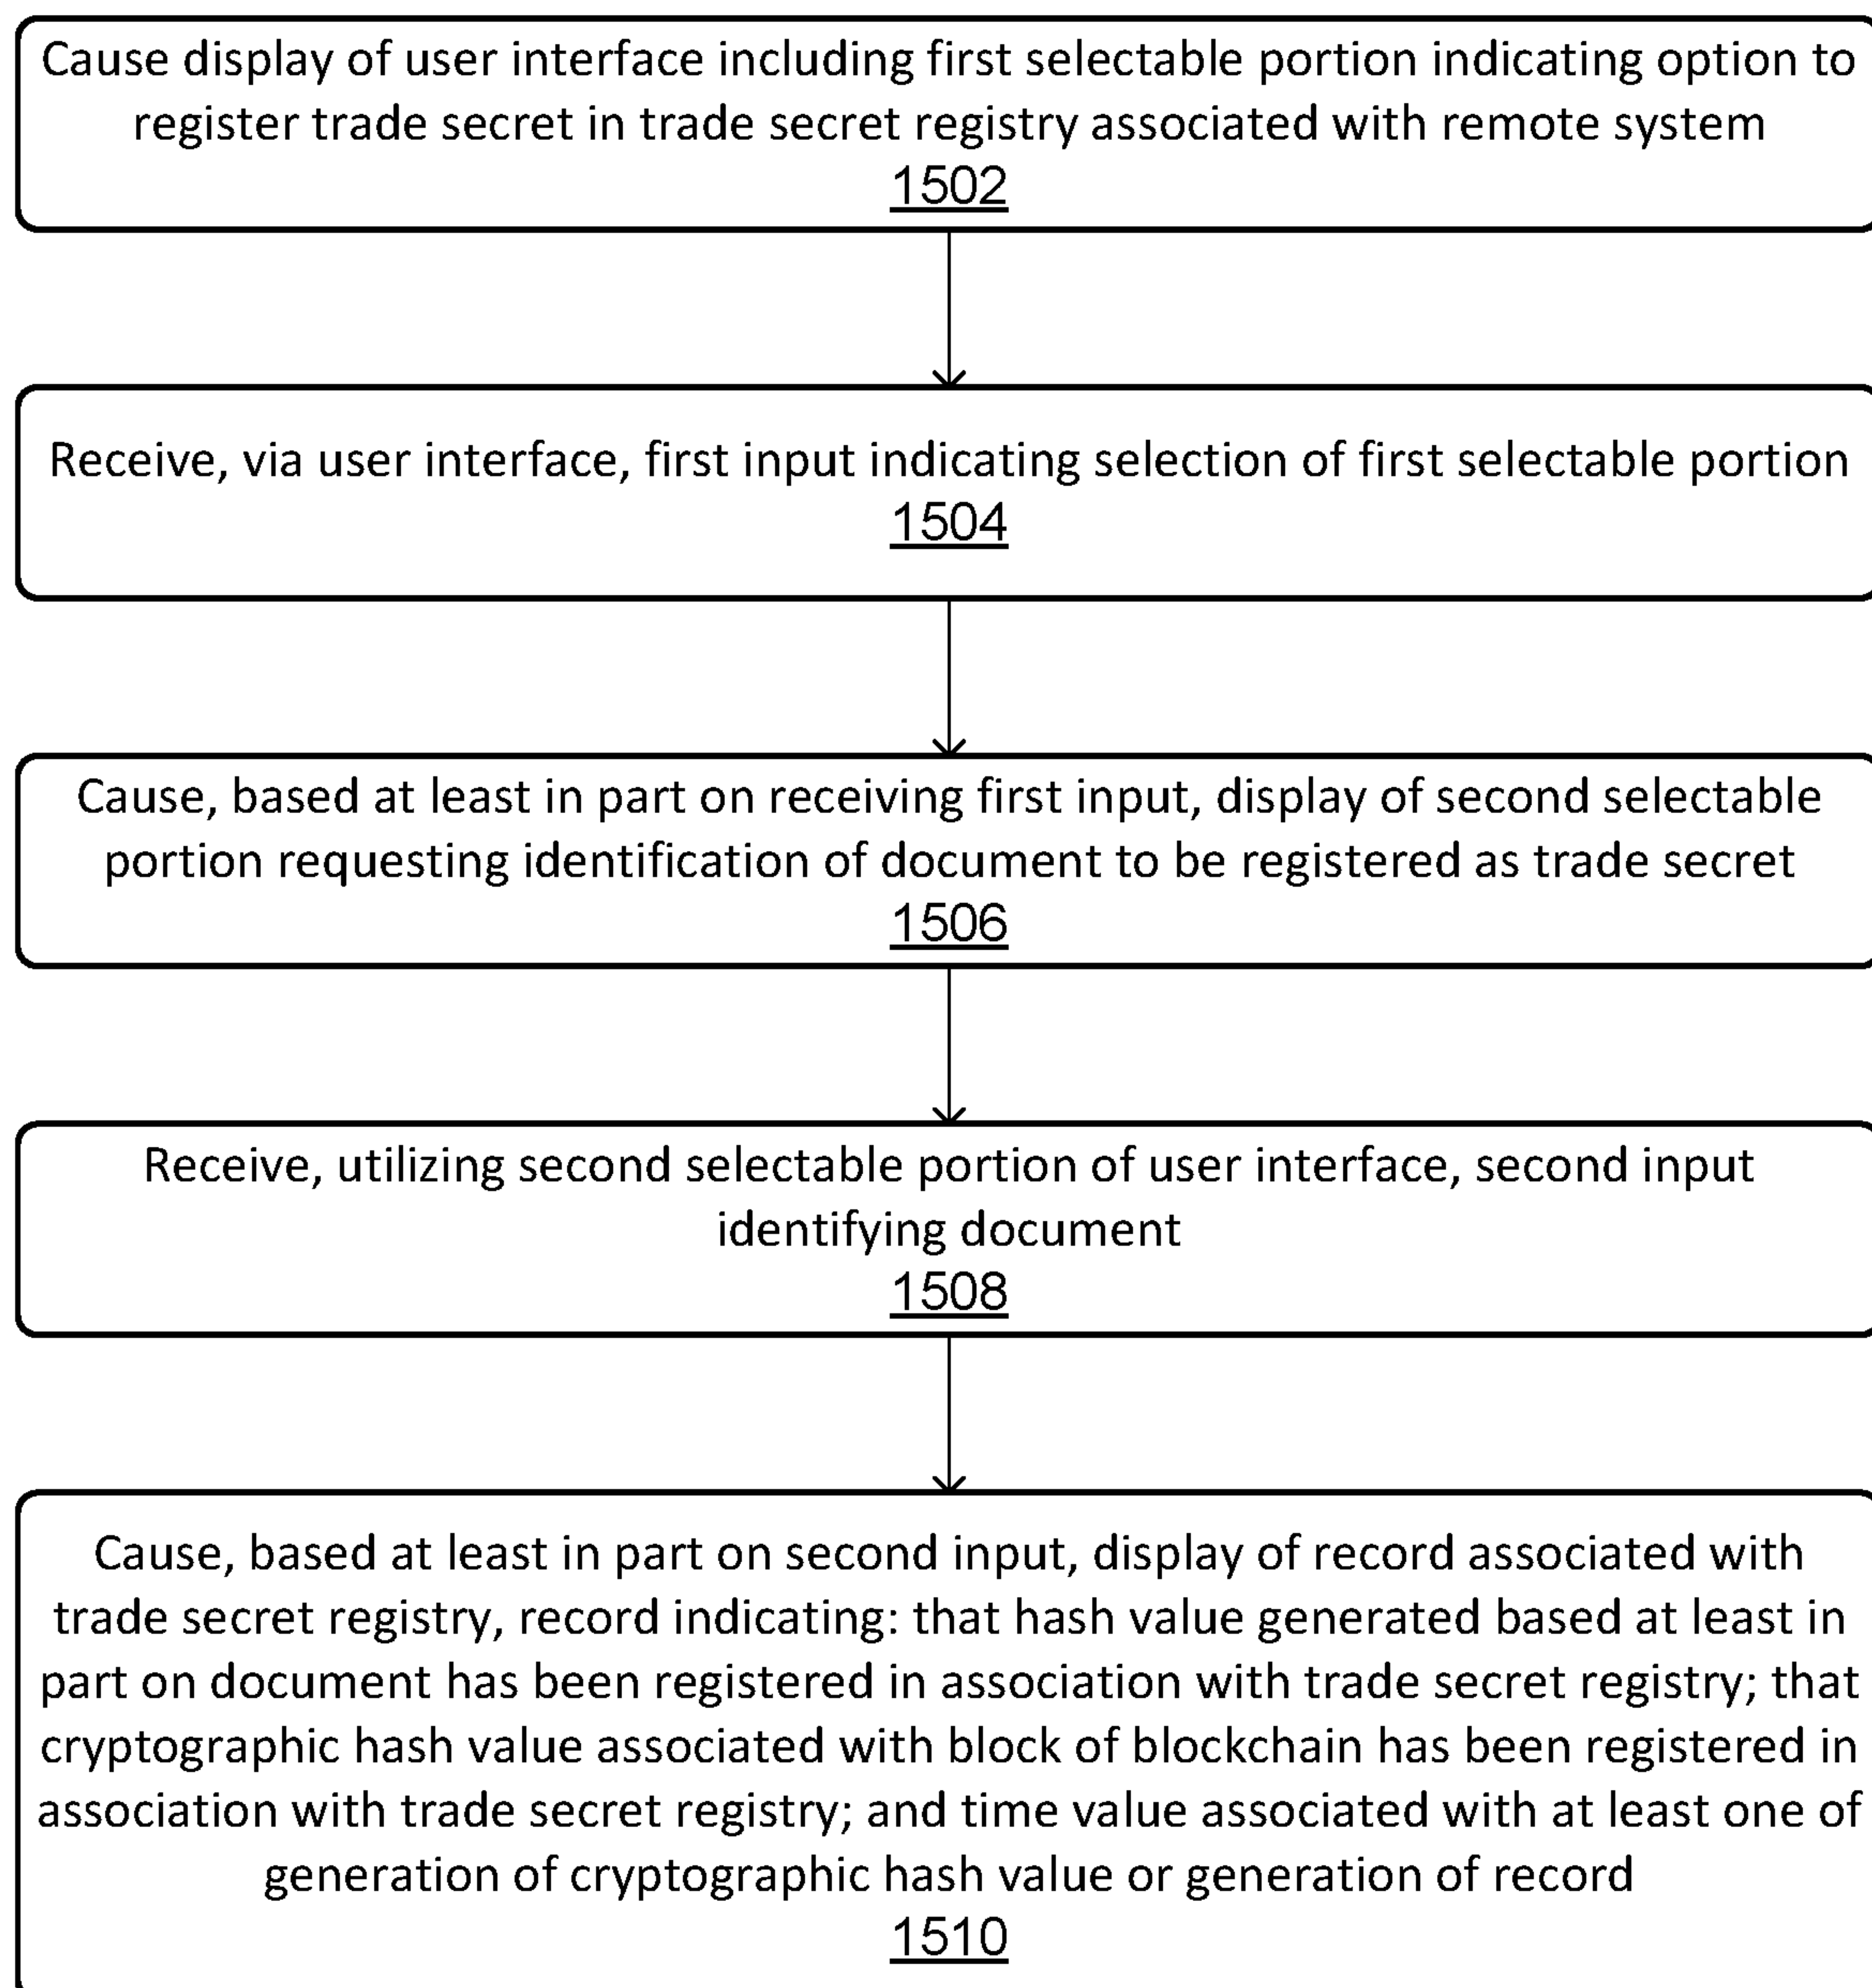 Cause display of user interface including first selectable portion indicating option to
register trade secret in trade secret registry associated with remote system
1502
Receive, via user interface, first input indicating selection of first selectable portion
1504
Cause, based at least in part on receiving first input, display of second selectable
portion requesting identification of document to be registered as trade secret
1506
Receive, utilizing second selectable portion of user interface, second input
identifying document
1508
Cause, based at least in part on second input, display of record associated with
trade secret registry, record indicating: that hash value generated based at least in
part on document has been registered in association with trade secret registry; that
cryptographic hash value associated with block of blockchain has been registered in
association with trade secret registry; and time value associated with at least one of
generation of cryptographic hash value or generation of record
1510